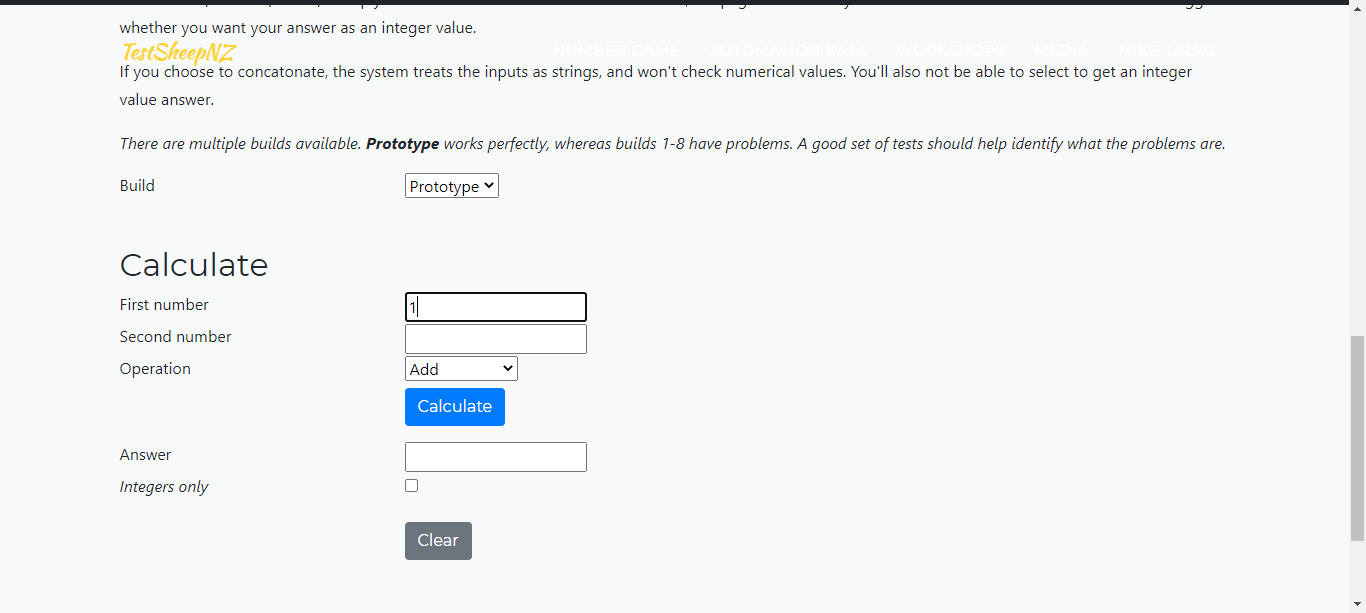 whether you want your answer as an integer value.
TestSheepNZ NUMBER GAME AUTOMATION KATA WORKSHOPS MEDIA MIKE TALKS
If you choose to concatonate, the system treats the inputs as strings, and won't check numerical values. You'll also not be able to select to get an integer
value answer.
There are multiple builds available. Prototype works perfectly, whereas builds 1-8 have problems. A good set of tests should help identify what the problems are.
Build Prototype
Calculate
First number 1
Second number
Operation Add
Calculate
Answer
Integers only
Clear